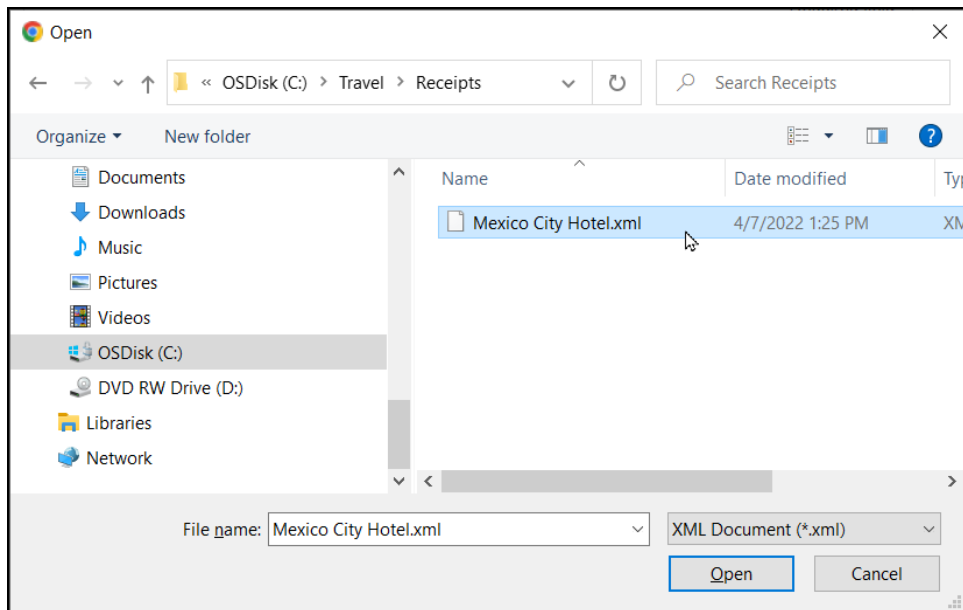 Open
« OSDisk (C:) > Travel > Receipts
Search Receipts
Organize
New folder
?
Documents
Downloads
Music
Pictures
Videos
OSDisk (C:)
DVD RW Drive (D:)
Libraries
Network
Name
Date modified
Ty
Mexico City Hotel.xml
4/7/2022 1:25 PM
XM
File name:
Mexico City Hotel.xml
XML Document (*.xml)
Open
Cancel